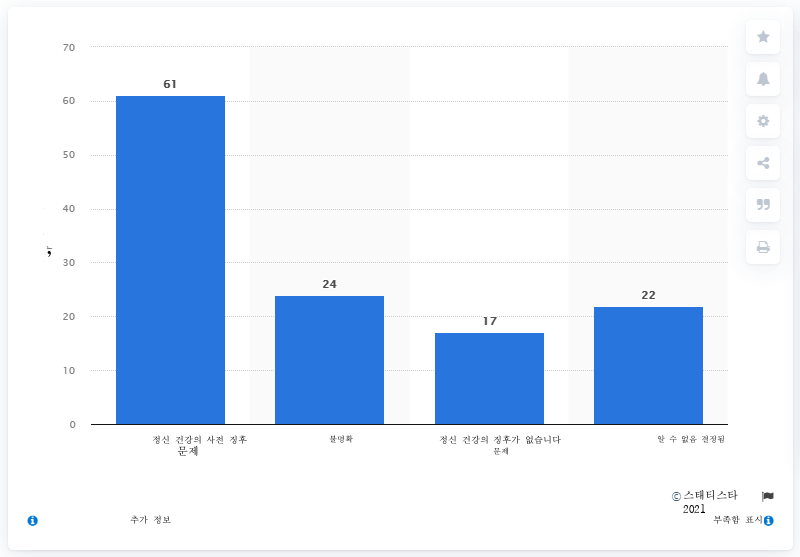 70
61
60
50
40
30
24
22
20
17
10
0
정신 건강의 사전 징후
문제
불명확
정신 건강의 징후가 없습니다
문제
알 수 없음 결정됨
© 스태티스타
2021
추가 정보
부족함 표시